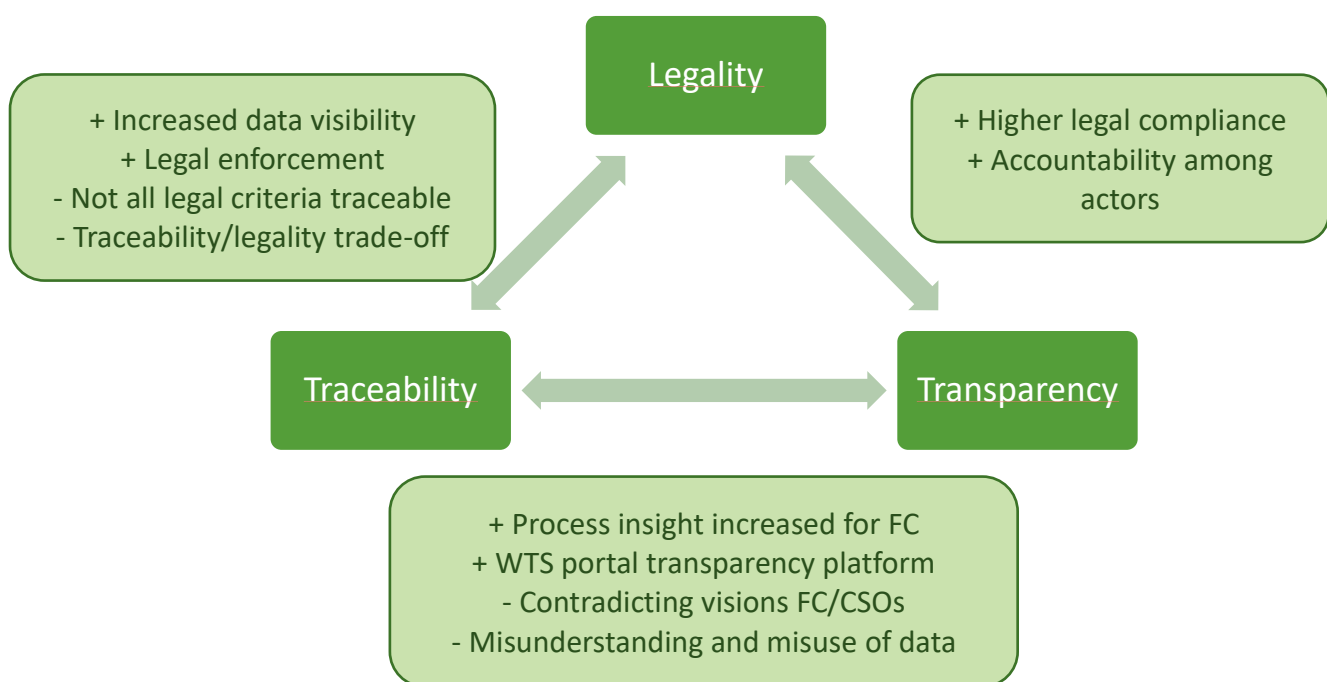 Legality
+ Increased data visibility
+ Legal enforcement
- Not all legal criteria traceable
- Traceability/legality trade-off
+ Higher legal compliance
+ Accountability among
actors
Traceability
Transparency
+ Process insight increased for FC
+ WTS portal transparency platform
- Contradicting visions FC/CSOs
- Misunderstanding and misuse of data